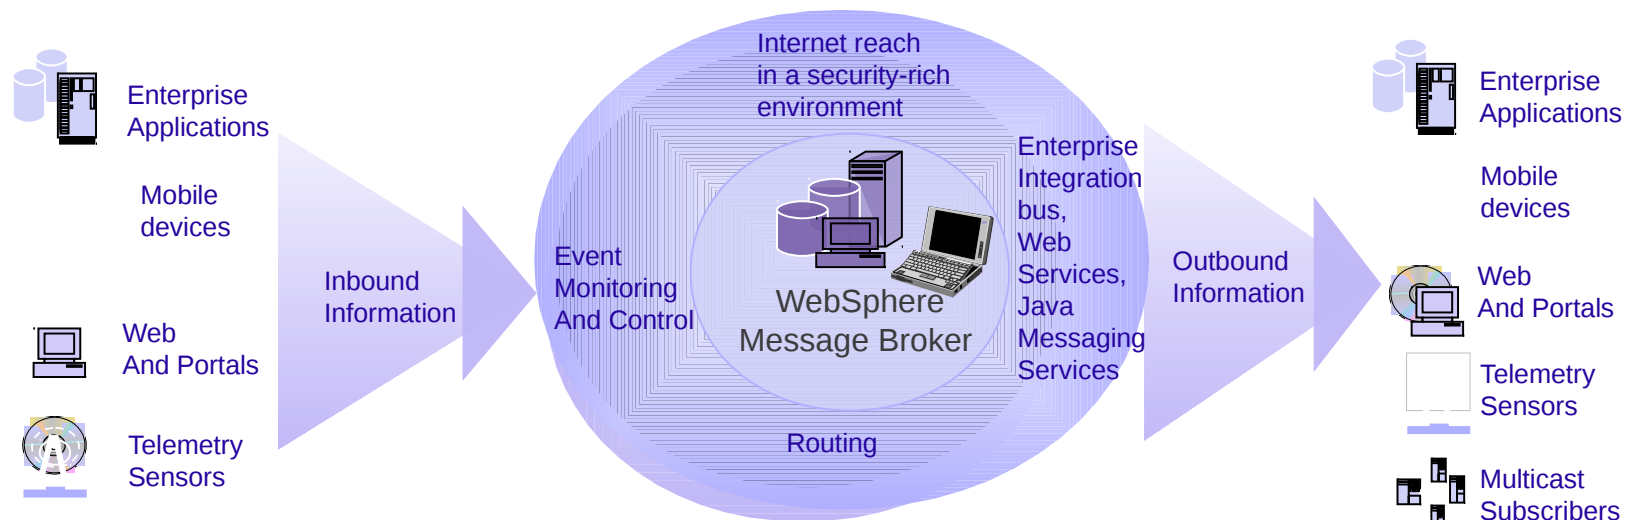 Enterprise
Applications
Mobile
devices
Web
And Portals
Telemetry
Sensors
Inbound
Information
Internet reach
in a security-rich
environment
Event
Monitoring
And Control
WebSphere
Message Broker
Enterprise
Integration
bus,
Web
Services,
Java
Messaging
Services
Routing
Outbound
Information
Enterprise
Applications
Mobile
devices
Web
And Portals
Telemetry
Sensors
Multicast
Subscribers